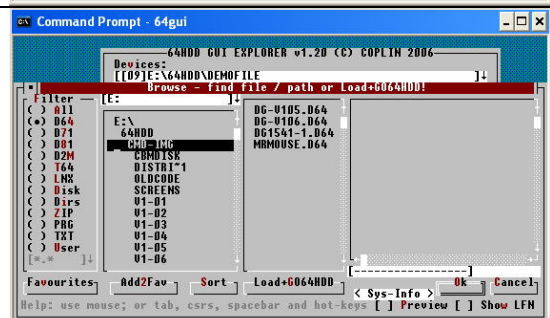 Command Prompt - 64gui
64HDD GUI EXPLORER v1.20 (C) COPLIN 2006
Devices:
[[09]E:\64HDD\DEMOFILE ]↓
Browse - find file / path or Load+GO64HDD!
Filter
[E: ]↓
( ) All
(•) D64
( ) D71
( ) D81
( ) D2M
( ) T64
( ) LNX
( ) Disk
( ) Dirs
( ) ZIP
( ) PRG
( ) TXT
( ) User
[*.* ]↓
E:\
64HDD
CMD-IMG
CBMDISK
DISTRI~1
OLDCODE
SCREENS
V1-01
V1-02
V1-03
V1-04
V1-05
V1-06
DG-V105.D64
DG-V106.D64
DG1541-1.D64
MRMOUSE.D64
[--------------]
Favourites Add2Fav Sort Load+GO64HDD < Sys-Info > Ok Cancel
Help: use mouse; or tab, csrs, spacebar and hot-keys [ ] Preview [ ] Show LFN